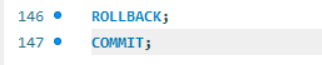 146 ROLLBACK;
147 COMMIT;